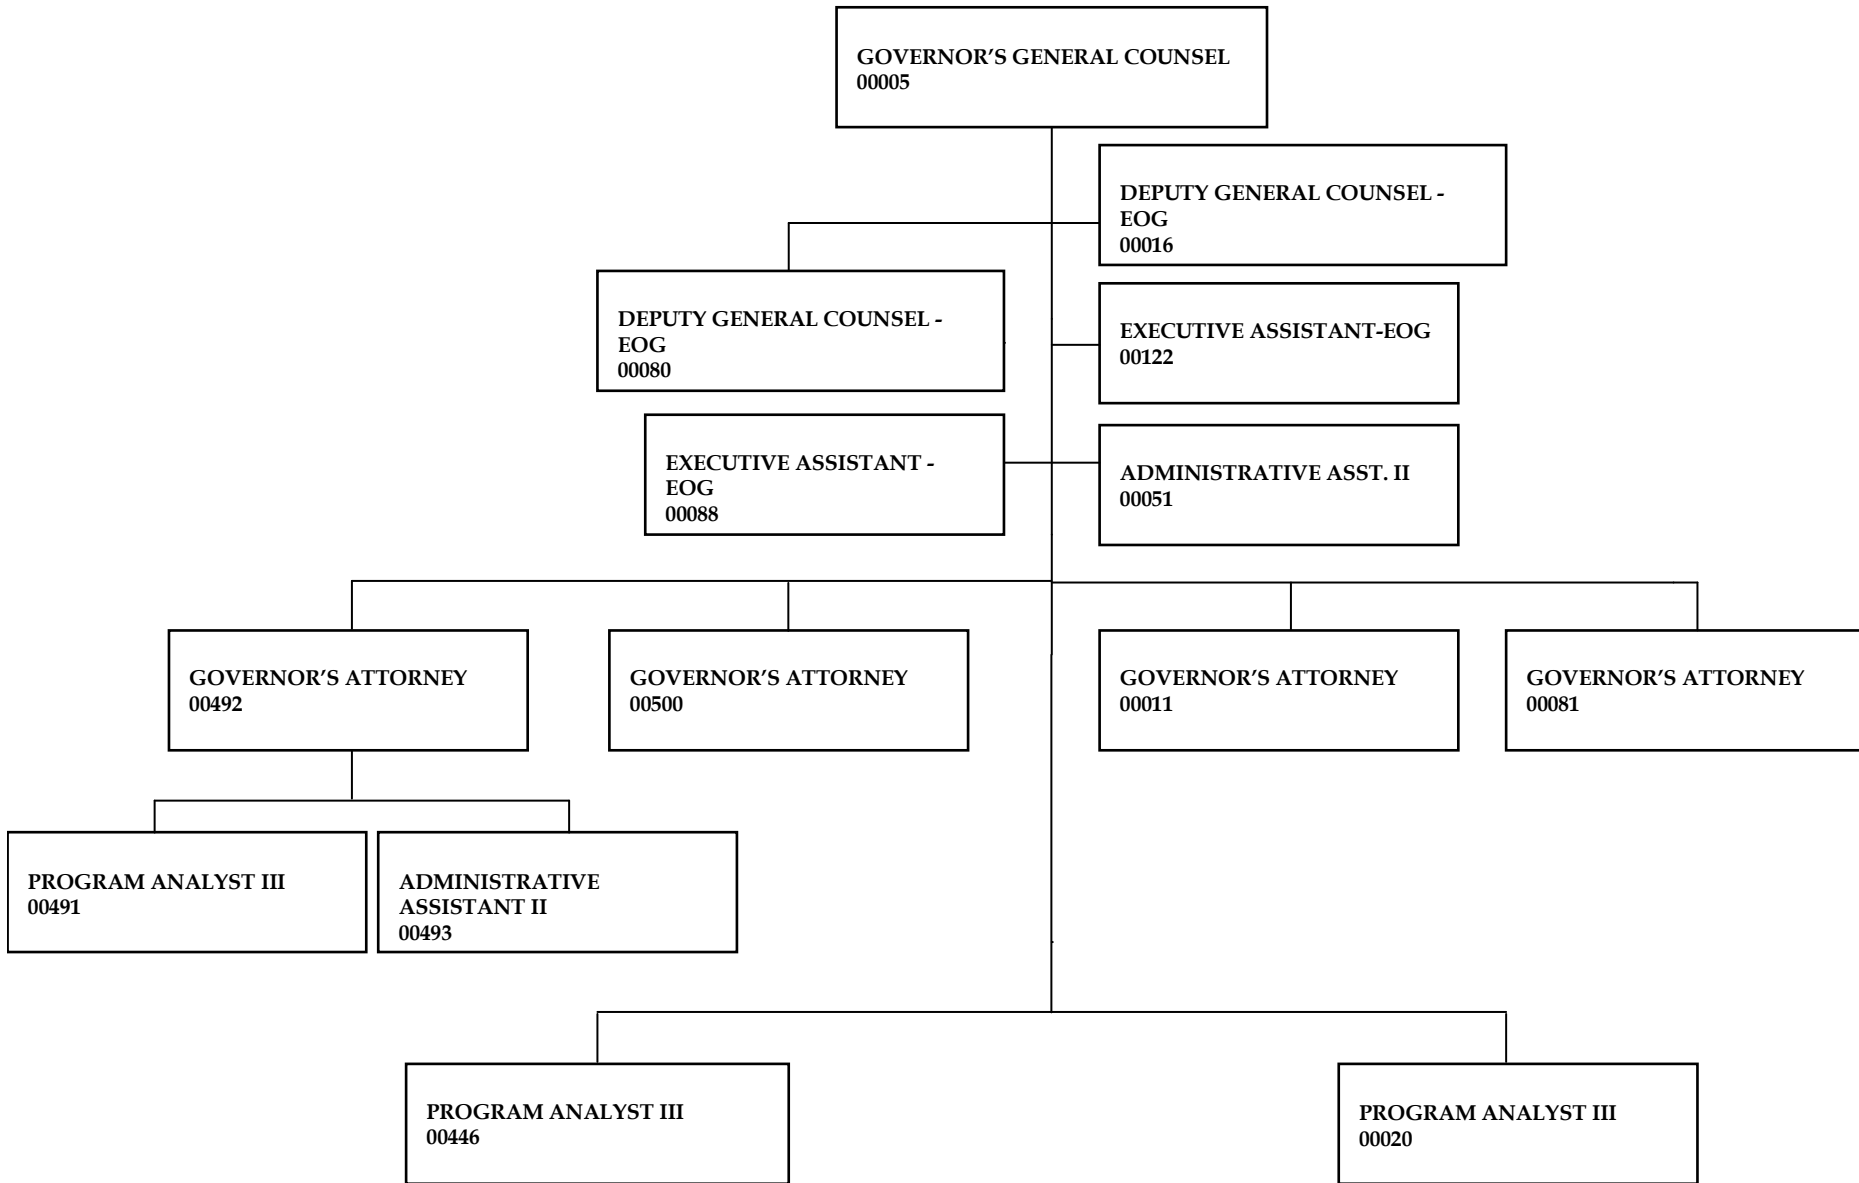 GOVERNOR'S GENERAL COUNSEL
00005
DEPUTY GENERAL COUNSEL -
EOG
00016
DEPUTY GENERAL COUNSEL -
EOG
00080
EXECUTIVE ASSISTANT-EOG
00122
EXECUTIVE ASSISTANT -
EOG
00088
ADMINISTRATIVE ASST. II
00051
GOVERNOR'S ATTORNEY
00492
GOVERNOR'S ATTORNEY
00500
GOVERNOR'S ATTORNEY
00011
GOVERNOR'S ATTORNEY
00081
PROGRAM ANALYST III
00491
ADMINISTRATIVE
ASSISTANT II
00493
PROGRAM ANALYST III
00446
PROGRAM ANALYST III
00020